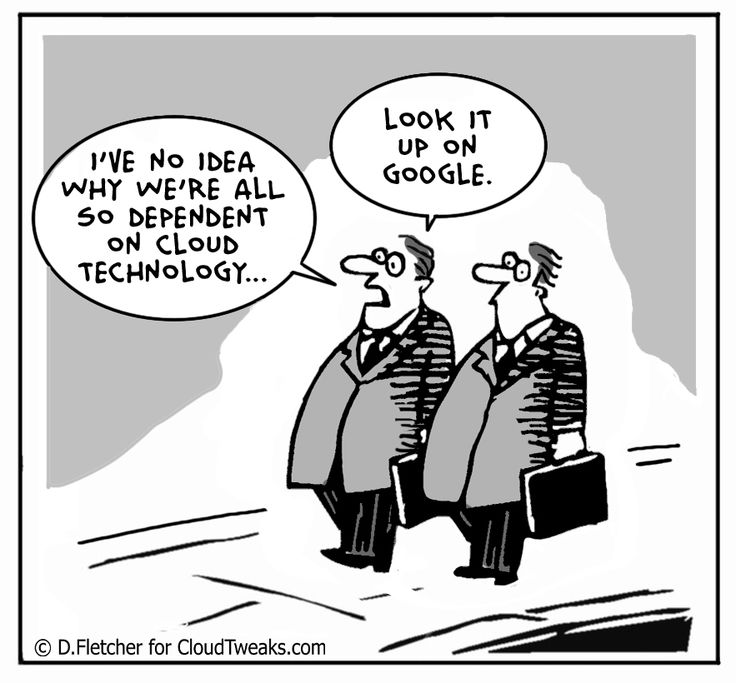 I'VE NO IDEA
WHY WE'RE ALL
SO DEPENDENT
ON CLOUD
TECHNOLOGY...
LOOK IT
UP ON
GOOGLE.
© D.Fletcher for CloudTweaks.com